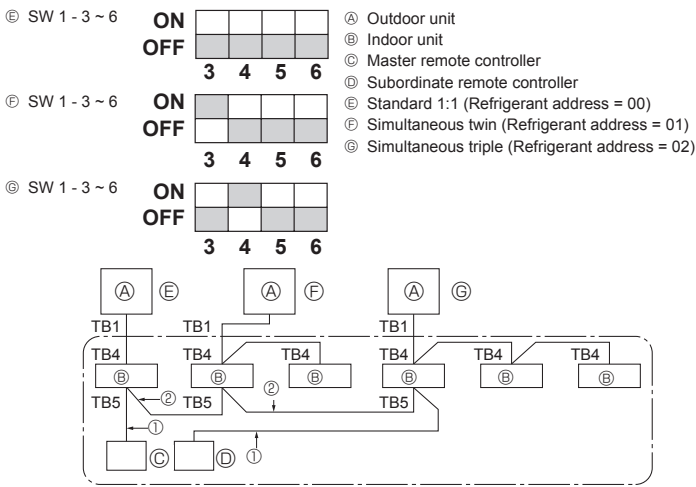 Ⓔ SW 1 - 3 ~ 6
ON
OFF
3 4 5 6
Ⓕ SW 1 - 3 ~ 6
ON
OFF
3 4 5 6
Ⓖ SW 1 - 3 ~ 6
ON
OFF
3 4 5 6
Ⓐ Outdoor unit
Ⓑ Indoor unit
Ⓒ Master remote controller
Ⓓ Subordinate remote controller
Ⓔ Standard 1:1 (Refrigerant address = 00)
Ⓕ Simultaneous twin (Refrigerant address = 01)
Ⓖ Simultaneous triple (Refrigerant address = 02)
Ⓐ Ⓔ Ⓐ Ⓕ Ⓐ Ⓖ
TB1 TB1 TB1
TB4 TB4 TB4 TB4 TB4 TB4
Ⓑ Ⓑ Ⓑ Ⓑ Ⓑ Ⓑ
TB5 ② TB5 ② TB5
①
Ⓒ Ⓓ ①